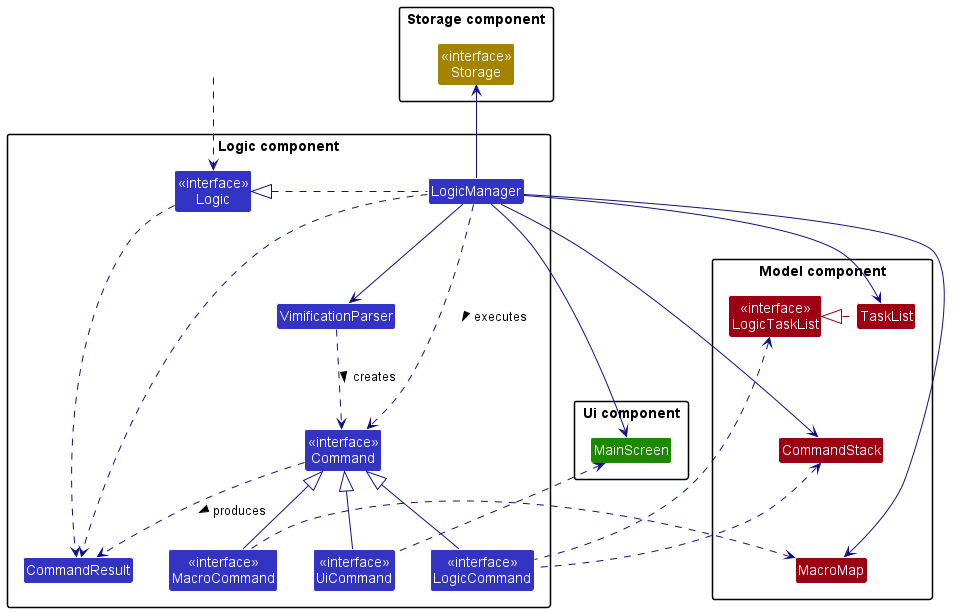 Storage component
«interface»
Storage
Logic component
«interface»
Logic
LogicManager
Model component
«interface»
LogicTaskList
TaskList
VimificationParser
executes
creates
Ui component
MainScreen
«interface»
Command
CommandStack
produces
CommandResult
«interface»
MacroCommand
«interface»
UiCommand
«interface»
LogicCommand
MacroMap